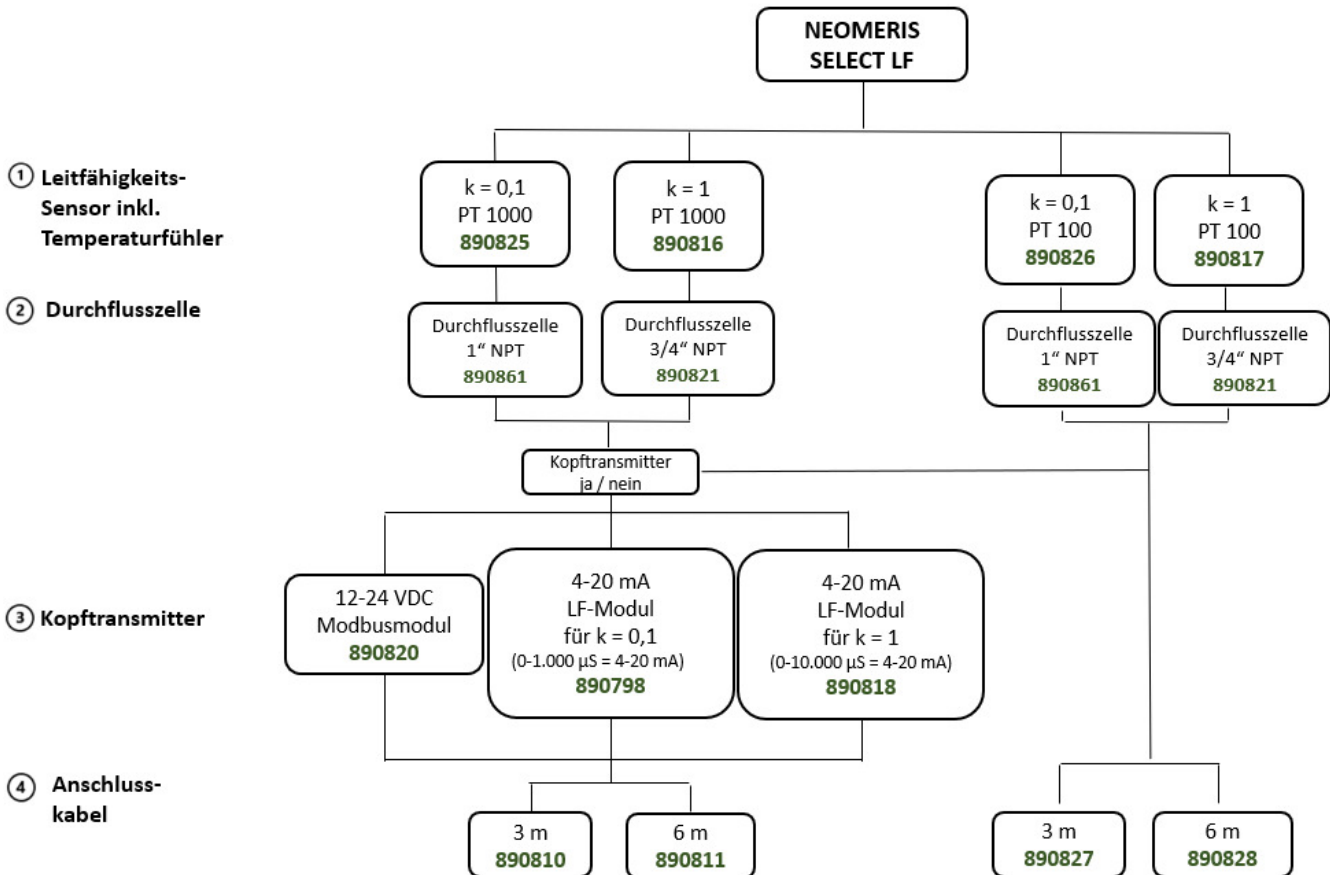 NEOMERIS
SELECT LF
① Leitfähigkeits-
Sensor inkl.
Temperaturfühler
k = 0,1
PT 1000
890825
k = 1
PT 1000
890816
k = 0,1
PT 100
890826
k = 1
PT 100
890817
② Durchflusszelle
Durchflusszelle
1“ NPT
890861
Durchflusszelle
3/4“ NPT
890821
Durchflusszelle
1“ NPT
890861
Durchflusszelle
3/4“ NPT
890821
Kopftransmitter
ja / nein
③ Kopftransmitter
12-24 VDC
Modbusmodul
890820
4-20 mA
LF-Modul
für k = 0,1
(0-1.000 µS = 4-20 mA)
890798
4-20 mA
LF-Modul
für k = 1
(0-10.000 µS = 4-20 mA)
890818
④ Anschluss-
kabel
3 m
890810
6 m
890811
3 m
890827
6 m
890828